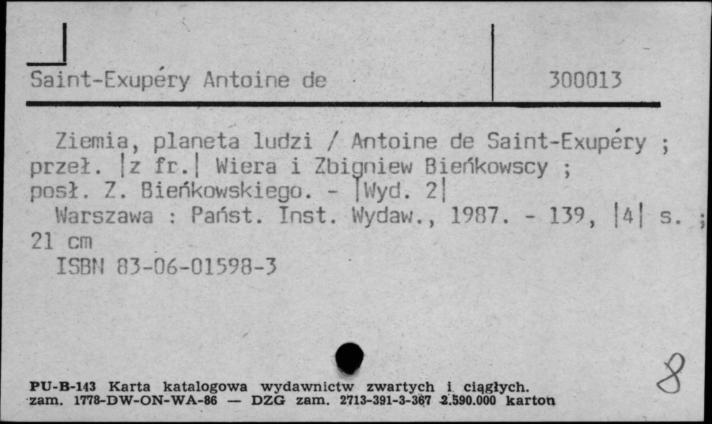 Saint-Exupéry Antoine de 300013
Ziemia, planeta ludzi / Antoine de Saint-Exupéry ;
przeł. |z fr.| Wiera i Zbigniew Bieńkowscy ;
posł. Z. Bieńkowskiego. - |Wyd. 2|
Warszawa : Państ. Inst. Wydaw., 1987. - 139, |4| s. ;
21 cm
ISBN 83-06-01598-3
8
PU-B-143 Karta katalogowa wydawnictw zwartych i ciągłych.
zam. 1778-DW-ON-WA-86 — DZG zam. 2713-391-3-367 2.590.000 karton